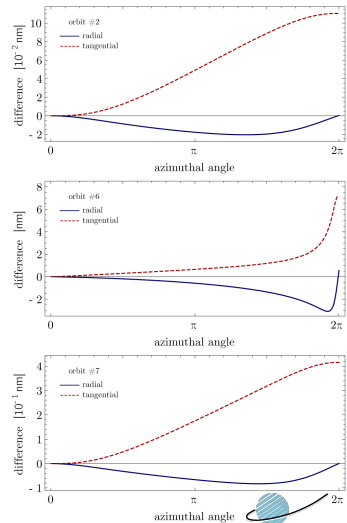 10
8
6
4
2
0
- 2
difference [10⁻² nm]
orbit #2
radial
tangential
0 π 2π
azimuthal angle
8
6
4
2
0
- 2
difference [nm]
orbit #6
radial
tangential
0 π 2π
azimuthal angle
4
3
2
1
0
- 1
difference [10⁻¹ nm]
orbit #7
radial
tangential
0 π 2π
azimuthal angle